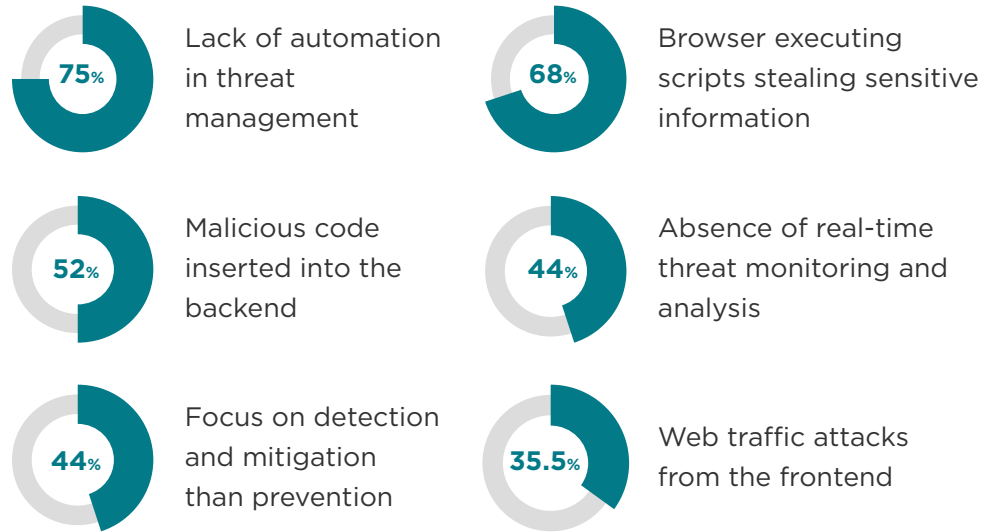 75%
Lack of automation
in threat
management
68%
Browser executing
scripts stealing sensitive
information
52%
Malicious code
inserted into the
backend
44%
Absence of real-time
threat monitoring and
analysis
44%
Focus on detection
and mitigation
than prevention
35.5%
Web traffic attacks
from the frontend